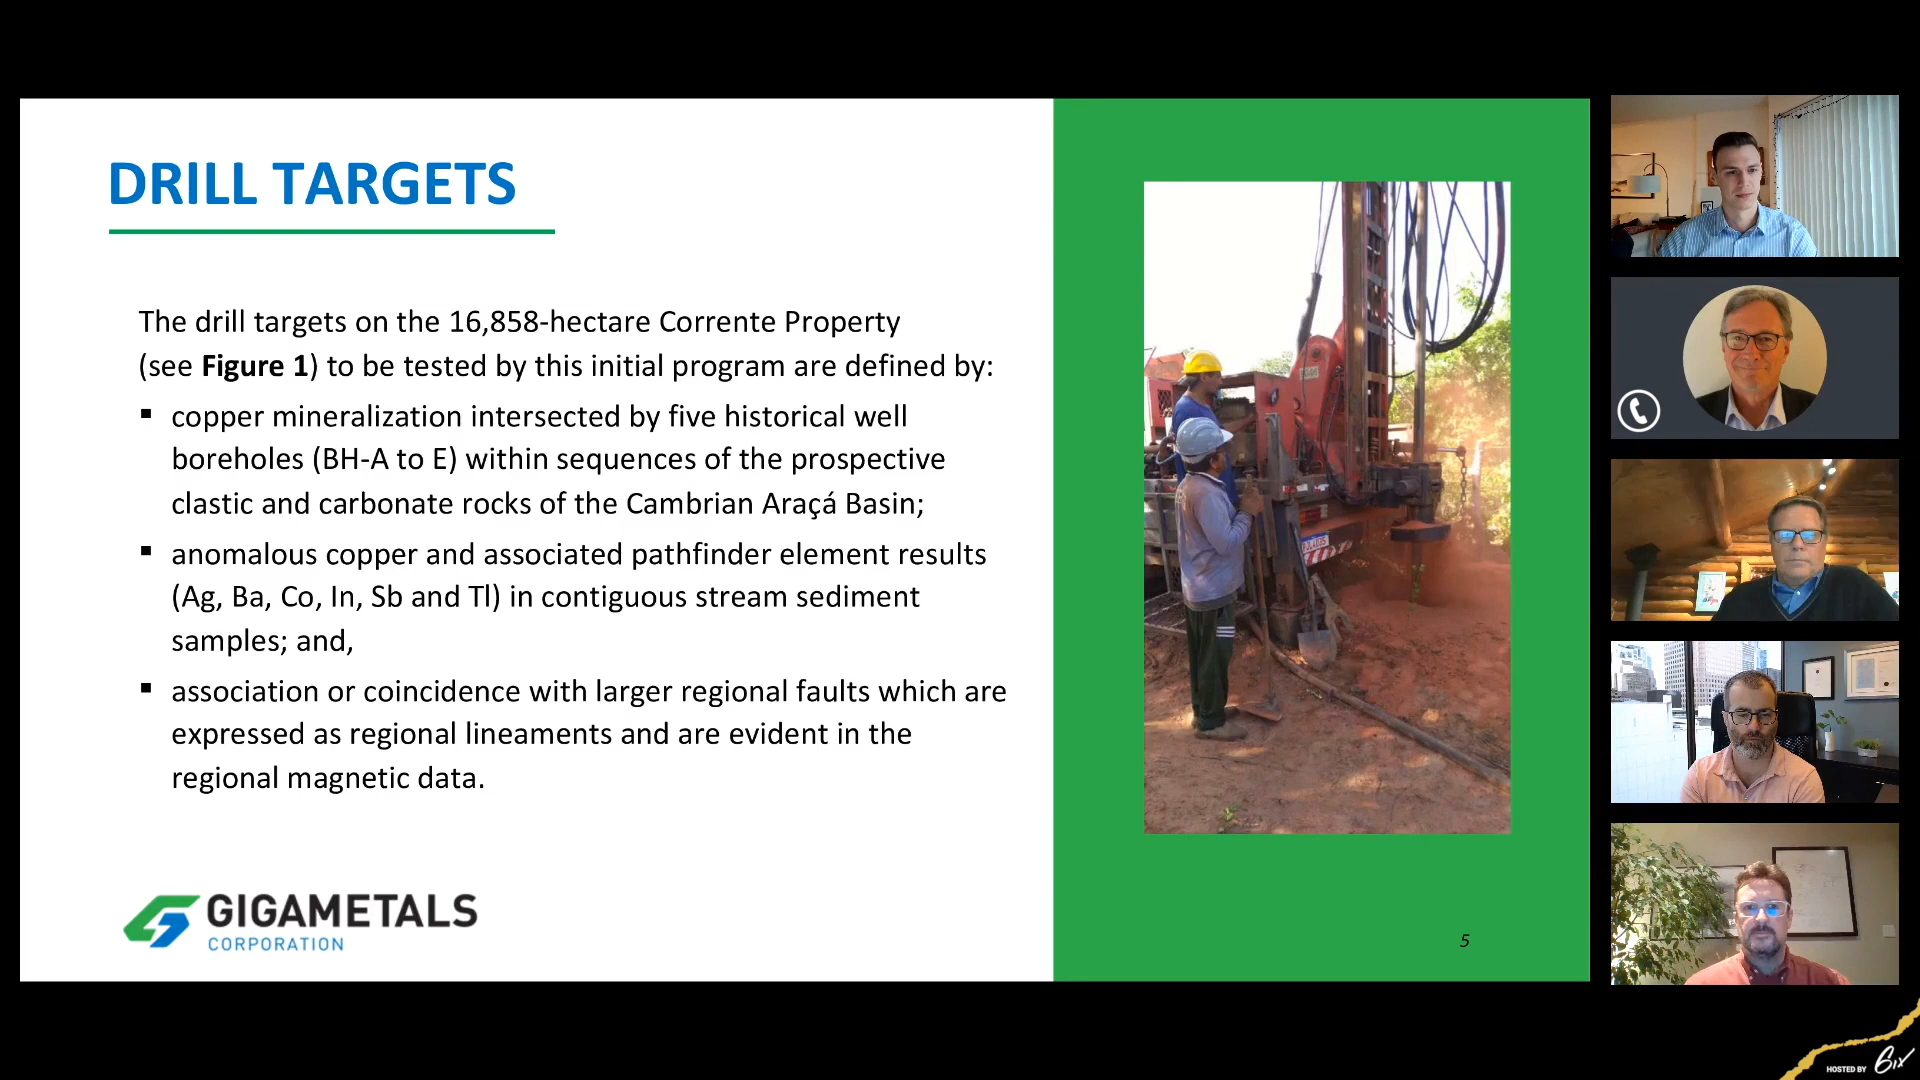 DRILL TARGETS
The drill targets on the 16,858-hectare Corrente Property
(see Figure 1) to be tested by this initial program are defined by:
▪ copper mineralization intersected by five historical well
boreholes (BH-A to E) within sequences of the prospective
clastic and carbonate rocks of the Cambrian Araçá Basin;
▪ anomalous copper and associated pathfinder element results
(Ag, Ba, Co, In, Sb and Tl) in contiguous stream sediment
samples; and,
▪ association or coincidence with larger regional faults which are
expressed as regional lineaments and are evident in the
regional magnetic data.
GIGAMETALS
CORPORATION
5
HOSTED BY 6ix